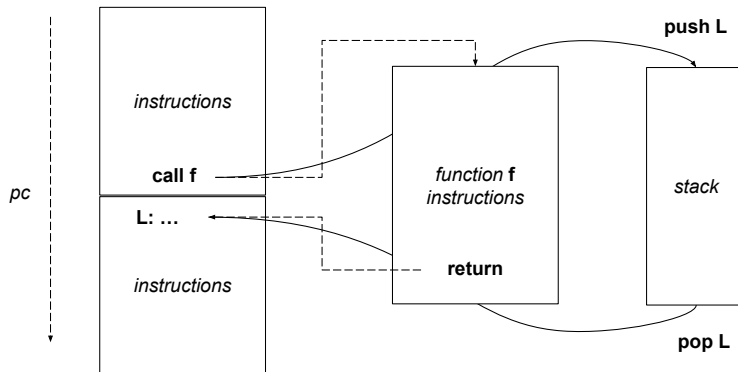 push L
instructions
call f
function f
instructions
stack
pc
L: …
return
instructions
pop L